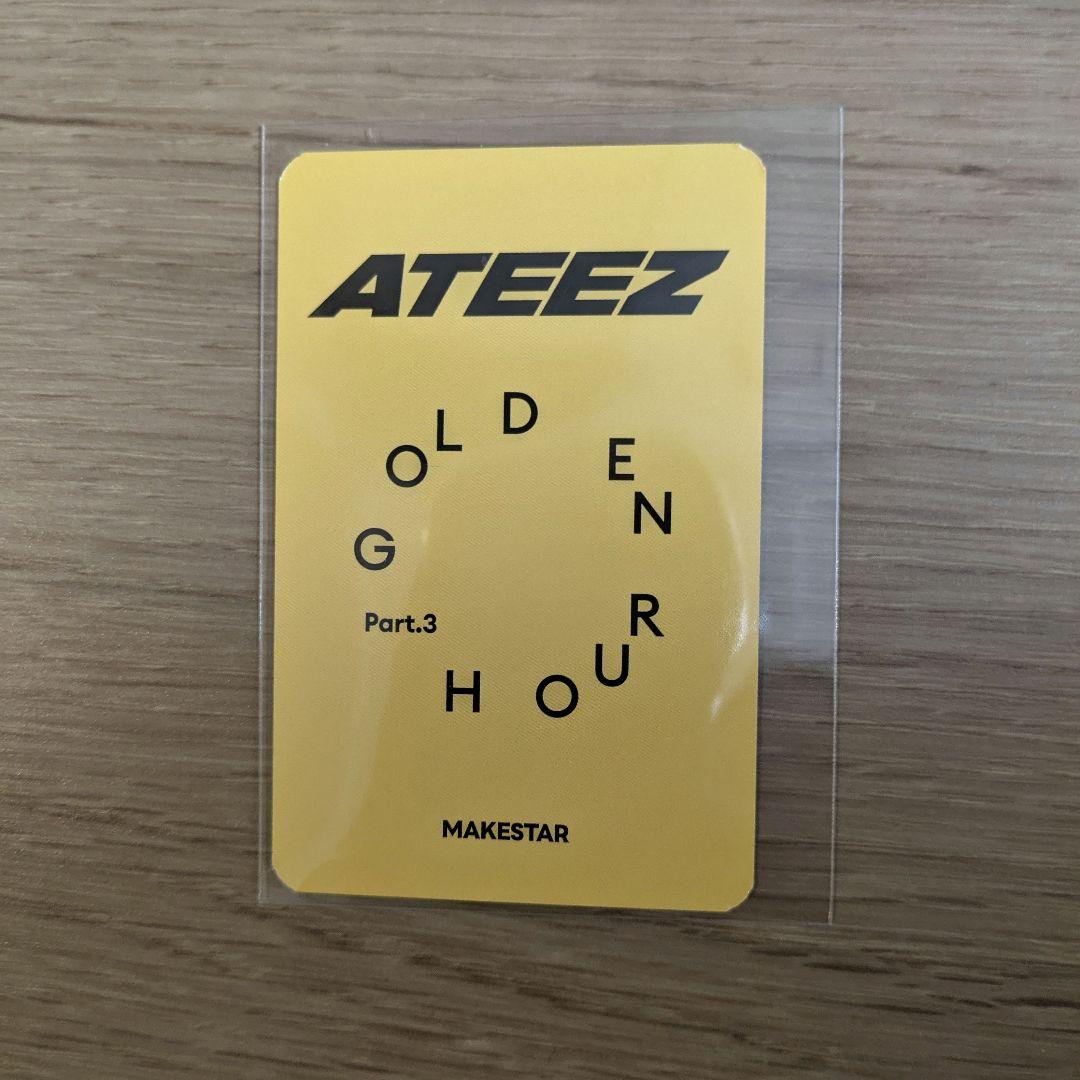 ATEEZ
GOLDEN
HOUR
Part.3
MAKESTAR